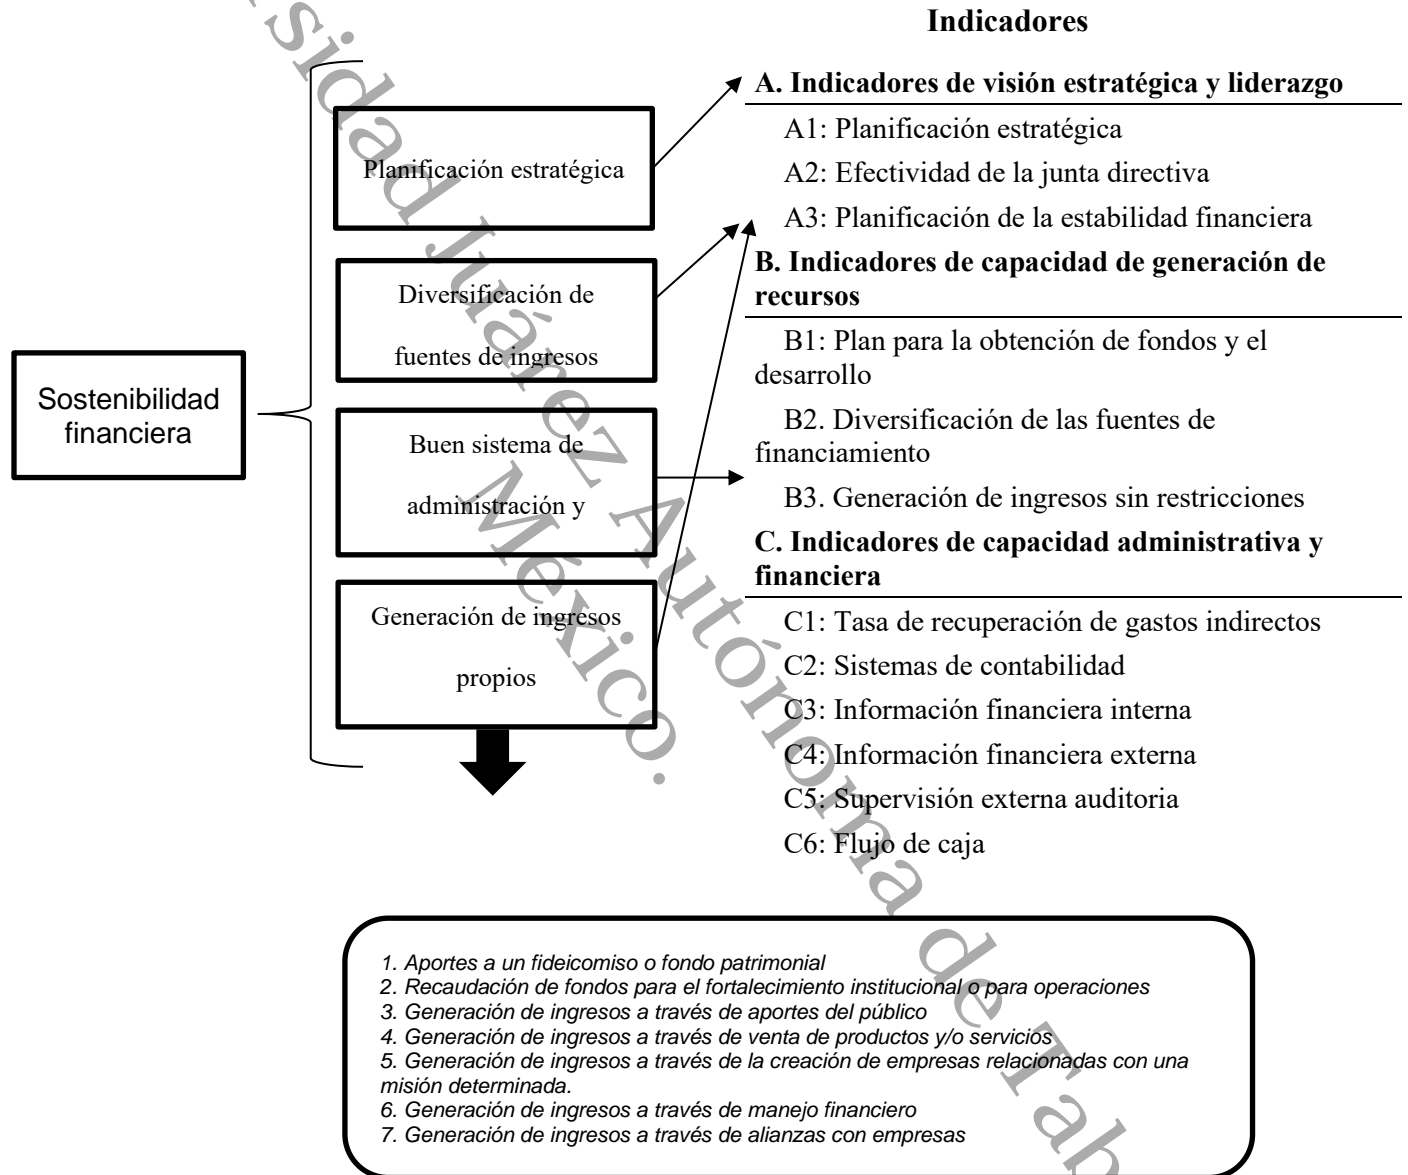 Indicadores
Sostenibilidad
financiera
Planificación estratégica
Diversificación de
fuentes de ingresos
Buen sistema de
administración y
Generación de ingresos
propios
A. Indicadores de visión estratégica y liderazgo
A1: Planificación estratégica
A2: Efectividad de la junta directiva
A3: Planificación de la estabilidad financiera
B. Indicadores de capacidad de generación de
recursos
B1: Plan para la obtención de fondos y el
desarrollo
B2. Diversificación de las fuentes de
financiamiento
B3. Generación de ingresos sin restricciones
C. Indicadores de capacidad administrativa y
financiera
C1: Tasa de recuperación de gastos indirectos
C2: Sistemas de contabilidad
C3: Información financiera interna
C4: Información financiera externa
C5: Supervisión externa auditoria
C6: Flujo de caja
1. Aportes a un fideicomiso o fondo patrimonial
2. Recaudación de fondos para el fortalecimiento institucional o para operaciones
3. Generación de ingresos a través de aportes del público
4. Generación de ingresos a través de venta de productos y/o servicios
5. Generación de ingresos a través de la creación de empresas relacionadas con una
misión determinada.
6. Generación de ingresos a través de manejo financiero
7. Generación de ingresos a través de alianzas con empresas
sidad Juárez Autónoma de Tab
México.